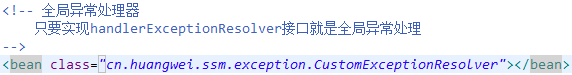 <!-- 全局异常处理器
只要实现handlerExceptionResolver接口就是全局异常处理
-->
<bean class="cn.huangwei.ssm.exception.CustomExceptionResolver"></bean>